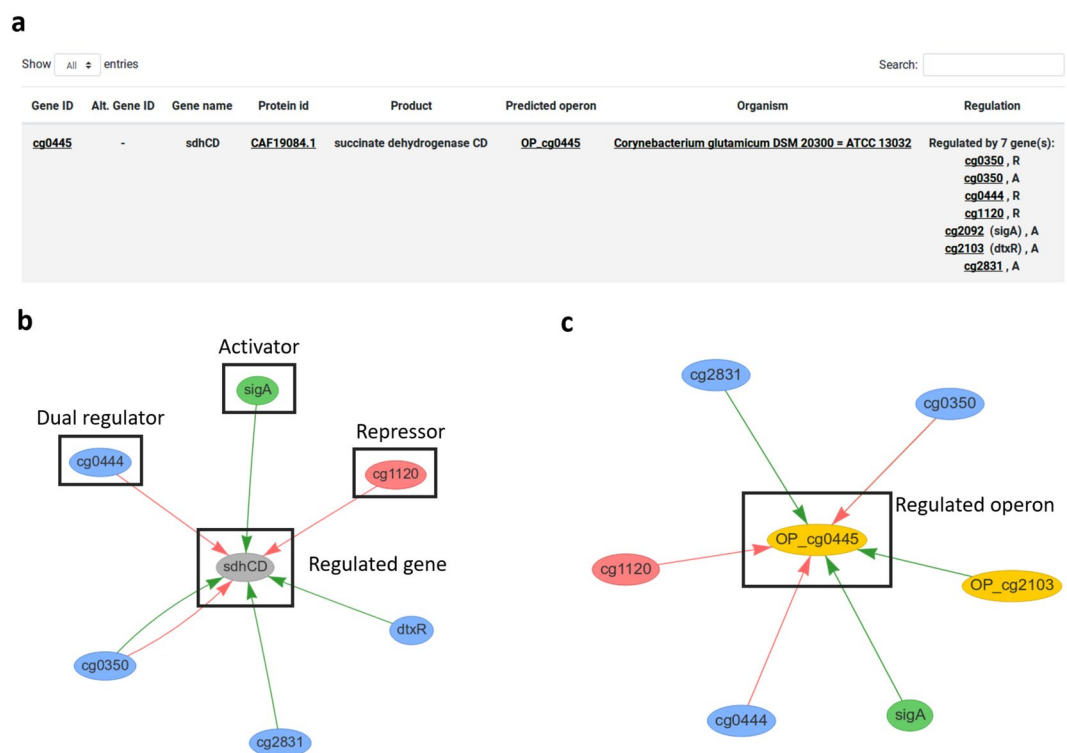 a
Show All entries
Search:
Gene ID Alt. Gene ID Gene name Protein id Product Predicted operon Organism Regulation
cg0445 - sdhCD CAF19084.1 succinate dehydrogenase CD OP_cg0445 Corynebacterium glutamicum DSM 20300 = ATCC 13032 Regulated by 7 gene(s):
cg0350 , R
cg0350 , A
cg0444 , R
cg1120 , R
cg2092 (sigA) , A
cg2103 (dtxR) , A
cg2831 , A
b
Activator
sigA
Dual regulator
cg0444
Repressor
cg1120
sdhCD
Regulated gene
dtxR
cg0350
cg2831
c
cg2831
cg0350
Regulated operon
OP_cg0445
cg1120
OP_cg2103
cg0444
sigA